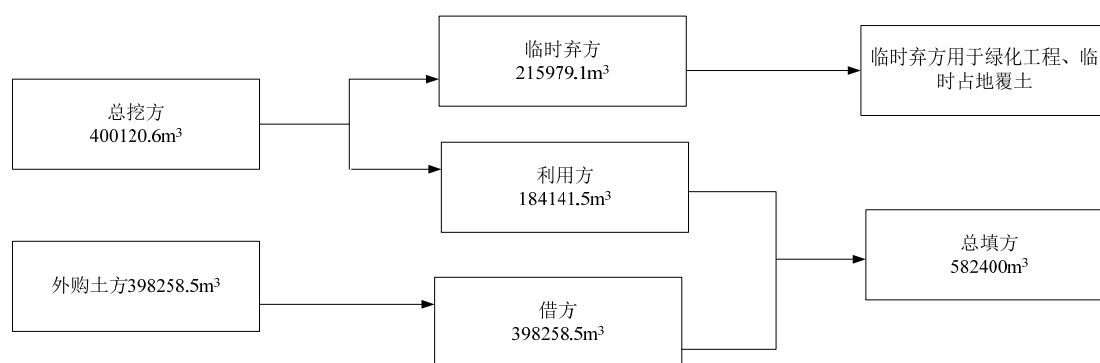 临时弃方
215979.1m³
临时弃方用于绿化工程、临
时占地覆土
总挖方
400120.6m³
利用方
184141.5m³
总填方
582400m³
外购土方398258.5m³
借方
398258.5m³